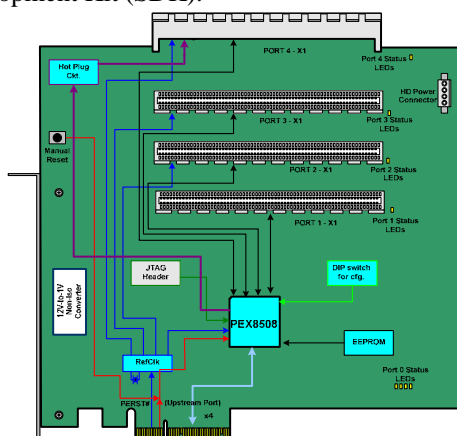 opment Kit (SDK).
PORT 4 - X1
Hot Plug
Ckt.
Port 4 Status
LEDs
HD Power
Connector
PORT 3 - X1
Port 3 Status
LEDs
Manual
Reset
PORT 2 - X1
Port 2 Status
LEDs
PORT 1 - X1
Port 1 Status
LEDs
JTAG
Header
DIP switch
for cfg.
12V-to-1V
Non-Iso
Converter
PEX8508
EEPROM
RefClk
Port 0 Status
LEDs
PERST#
(Upstream Port)
x4